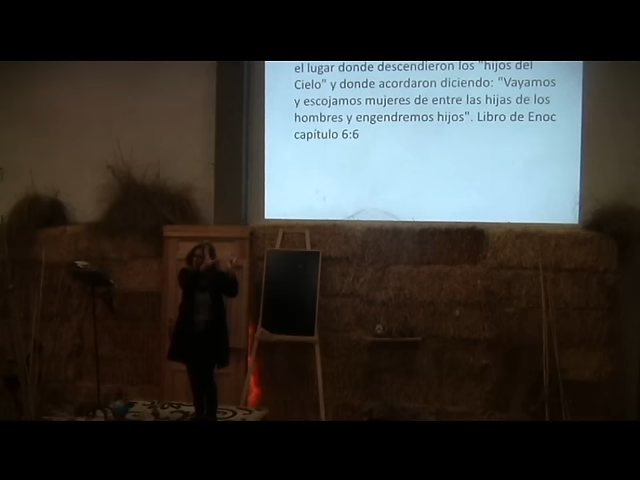 el lugar donde descendieron los "hijos del
Cielo" y donde acordaron diciendo: "Vayamos
y escojamos mujeres de entre las hijas de los
hombres y engendremos hijos". Libro de Enoc
capítulo 6:6